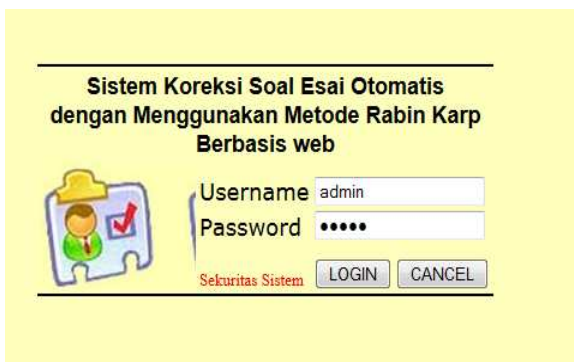 Sistem Koreksi Soal Esai Otomatis
dengan Menggunakan Metode Rabin Karp
Berbasis web
Username admin
Password •••••
Sekuritas Sistem LOGIN CANCEL